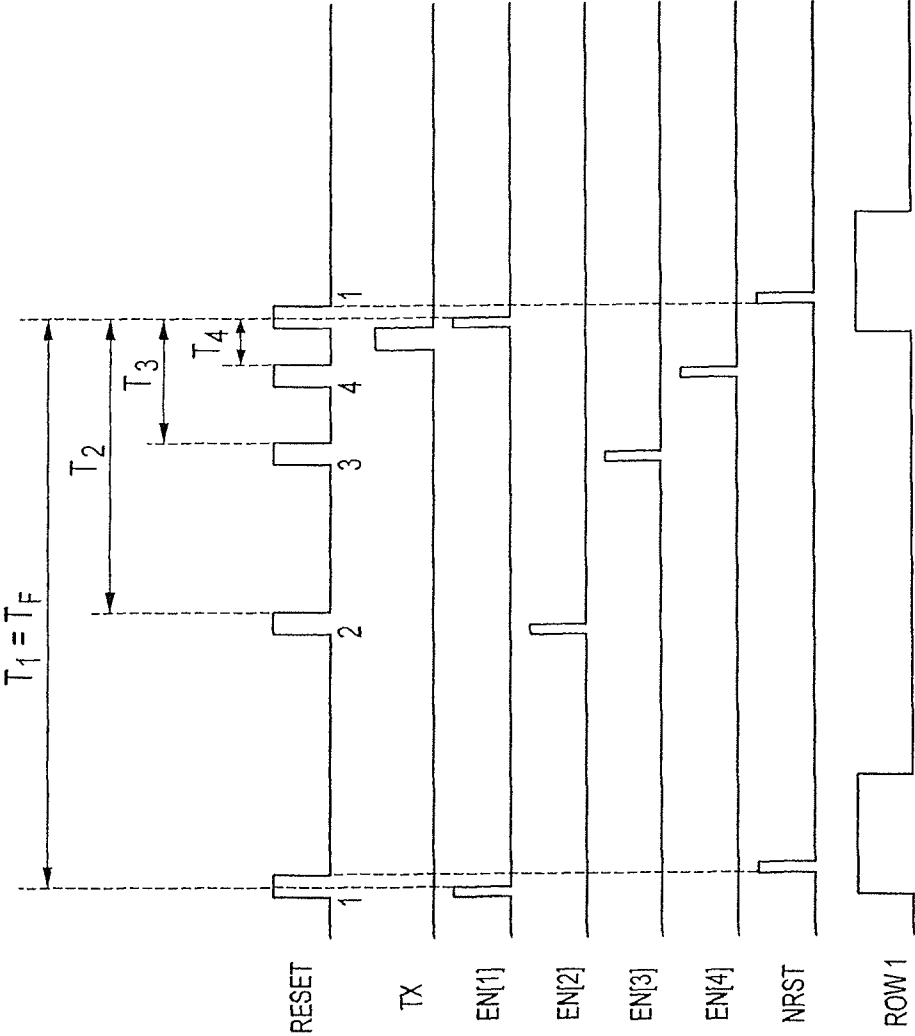 T1 = TF
T2
T3
T4
RESET
1
2
3
4
1
TX
EN[1]
EN[2]
EN[3]
EN[4]
NRST
ROW 1